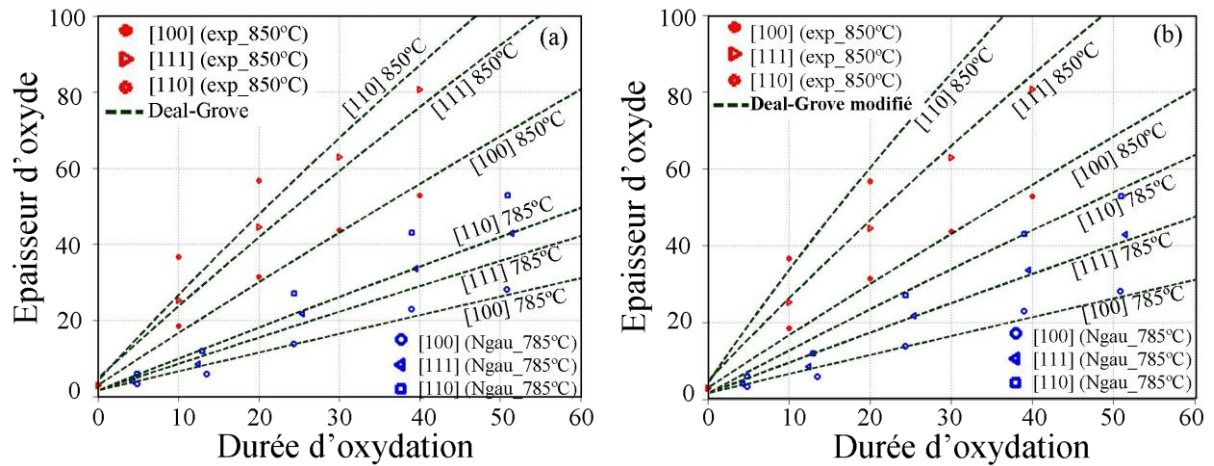 100
80
60
40
20
0
Epaisseur d'oxyde
[100] (exp_850ºC)
[111] (exp_850ºC)
[110] (exp_850ºC)
Deal-Grove
(a)
[110] 850ºC
[111] 850ºC
[100] 850ºC
[110] 785ºC
[111] 785ºC
[100] 785ºC
[100] (Ngau_785ºC)
[111] (Ngau_785ºC)
[110] (Ngau_785ºC)
0 10 20 30 40 50 60
Durée d'oxydation
100
80
60
40
20
0
Epaisseur d'oxyde
[100] (exp_850ºC)
[111] (exp_850ºC)
[110] (exp_850ºC)
Deal-Grove modifié
(b)
[110] 850ºC
[111] 850ºC
[100] 850ºC
[110] 785ºC
[111] 785ºC
[100] 785ºC
[100] (Ngau_785ºC)
[111] (Ngau_785ºC)
[110] (Ngau_785ºC)
0 10 20 30 40 50 60
Durée d'oxydation